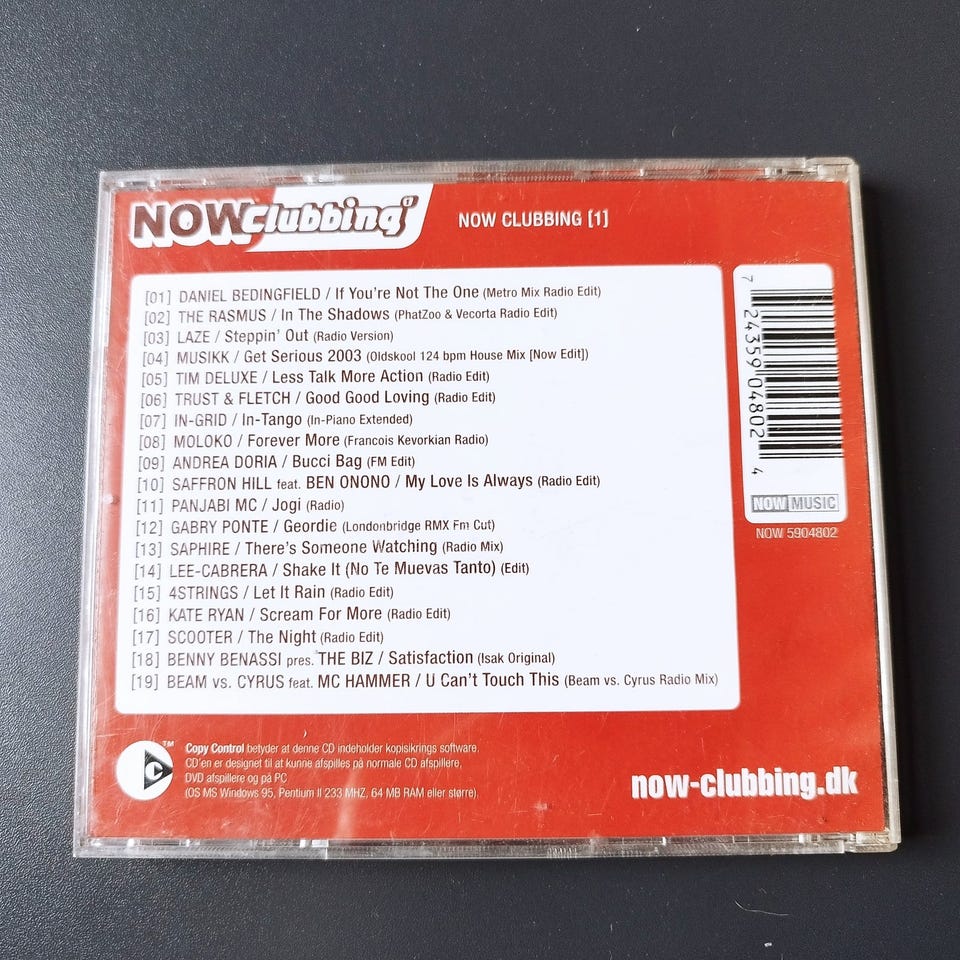 NOW Clubbing 1
NOW CLUBBING [1]
[01] DANIEL BEDINGFIELD / If You're Not The One (Metro Mix Radio Edit)
[02] THE RASMUS / In The Shadows (PhatZoo & Vecorta Radio Edit)
[03] LAZE / Steppin' Out (Radio Version)
[04] MUSIKK / Get Serious 2003 (Oldskool 124 bpm House Mix [Now Edit])
[05] TIM DELUXE / Less Talk More Action (Radio Edit)
[06] TRUST & FLETCH / Good Good Loving (Radio Edit)
[07] IN-GRID / In-Tango (In-Piano Extended)
[08] MOLOKO / Forever More (Francois Kevorkian Radio)
[09] ANDREA DORIA / Bucci Bag (FM Edit)
[10] SAFFRON HILL feat. BEN ONONO / My Love Is Always (Radio Edit)
[11] PANJABI MC / Jogi (Radio)
[12] GABRY PONTE / Geordie (Londonbridge RMX Fm Cut)
[13] SAPHIRE / There's Someone Watching (Radio Mix)
[14] LEE-CABRERA / Shake It (No Te Muevas Tanto) (Edit)
[15] 4STRINGS / Let It Rain (Radio Edit)
[16] KATE RYAN / Scream For More (Radio Edit)
[17] SCOOTER / The Night (Radio Edit)
[18] BENNY BENASSI pres. THE BIZ / Satisfaction (Isak Original)
[19] BEAM vs. CYRUS feat. MC HAMMER / U Can't Touch This (Beam vs. Cyrus Radio Mix)
7 24359 04802 4
NOW MUSIC
NOW 5904802
C TM
Copy Control betyder at denne CD indeholder kopisikrings software.
CD'en er designet til at kunne afspilles på normale CD afspillere,
DVD afspillere og på PC
(OS MS Windows 95, Pentium II 233 MHZ, 64 MB RAM eller større).
now-clubbing.dk